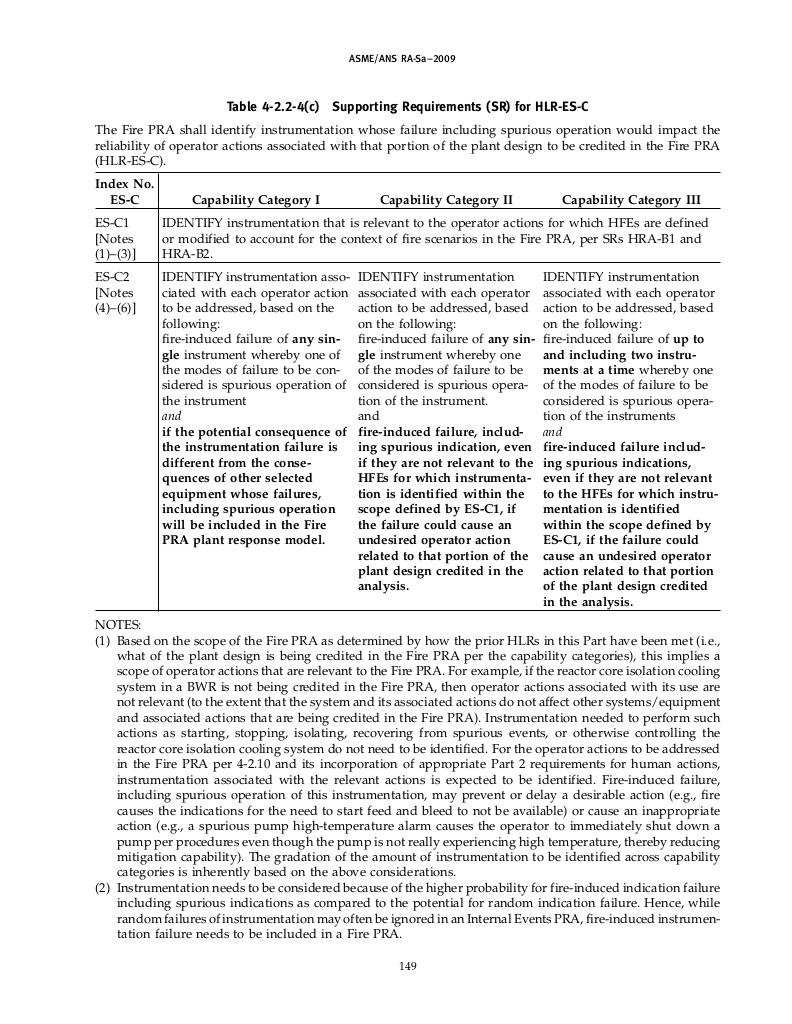 ASME/ANS RA-Sa–2009
Table 4-2.2-4(c) Supporting Requirements (SR) for HLR-ES-C
The Fire PRA shall identify instrumentation whose failure including spurious operation would impact the
reliability of operator actions associated with that portion of the plant design to be credited in the Fire PRA
(HLR-ES-C).
Index No.
ES-C
Capability Category I
Capability Category II
Capability Category III
ES-C1
[Notes
(1)–(3)]
IDENTIFY instrumentation that is relevant to the operator actions for which HFEs are defined
or modified to account for the context of fire scenarios in the Fire PRA, per SRs HRA-B1 and
HRA-B2.
ES-C2
[Notes
(4)–(6)]
IDENTIFY instrumentation asso-
ciated with each operator action
to be addressed, based on the
following:
fire-induced failure of any sin-
gle instrument whereby one of
the modes of failure to be con-
sidered is spurious operation of
the instrument
and
if the potential consequence of
the instrumentation failure is
different from the conse-
quences of other selected
equipment whose failures,
including spurious operation
will be included in the Fire
PRA plant response model.
IDENTIFY instrumentation
associated with each operator
action to be addressed, based
on the following:
fire-induced failure of any sin-
gle instrument whereby one
of the modes of failure to be
considered is spurious opera-
tion of the instrument.
and
fire-induced failure, includ-
ing spurious indication, even
if they are not relevant to the
HFEs for which instrumenta-
tion is identified within the
scope defined by ES-C1, if
the failure could cause an
undesired operator action
related to that portion of the
plant design credited in the
analysis.
IDENTIFY instrumentation
associated with each operator
action to be addressed, based
on the following:
fire-induced failure of up to
and including two instru-
ments at a time whereby one
of the modes of failure to be
considered is spurious opera-
tion of the instruments
and
fire-induced failure includ-
ing spurious indications,
even if they are not relevant
to the HFEs for which instru-
mentation is identified
within the scope defined by
ES-C1, if the failure could
cause an undesired operator
action related to that portion
of the plant design credited
in the analysis.
NOTES:
(1) Based on the scope of the Fire PRA as determined by how the prior HLRs in this Part have been met (i.e.,
what of the plant design is being credited in the Fire PRA per the capability categories), this implies a
scope of operator actions that are relevant to the Fire PRA. For example, if the reactor core isolation cooling
system in a BWR is not being credited in the Fire PRA, then operator actions associated with its use are
not relevant (to the extent that the system and its associated actions do not affect other systems/equipment
and associated actions that are being credited in the Fire PRA). Instrumentation needed to perform such
actions as starting, stopping, isolating, recovering from spurious events, or otherwise controlling the
reactor core isolation cooling system do not need to be identified. For the operator actions to be addressed
in the Fire PRA per 4-2.10 and its incorporation of appropriate Part 2 requirements for human actions,
instrumentation associated with the relevant actions is expected to be identified. Fire-induced failure,
including spurious operation of this instrumentation, may prevent or delay a desirable action (e.g., fire
causes the indications for the need to start feed and bleed to not be available) or cause an inappropriate
action (e.g., a spurious pump high-temperature alarm causes the operator to immediately shut down a
pump per procedures even though the pump is not really experiencing high temperature, thereby reducing
mitigation capability). The gradation of the amount of instrumentation to be identified across capability
categories is inherently based on the above considerations.
(2) Instrumentation needs to be considered because of the higher probability for fire-induced indication failure
including spurious indications as compared to the potential for random indication failure. Hence, while
random failures of instrumentation may often be ignored in an Internal Events PRA, fire-induced instrumen-
tation failure needs to be included in a Fire PRA.
149